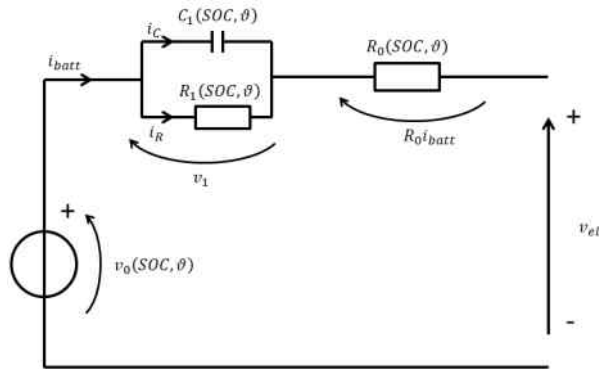 C₁(SOC, ϑ)
i_C
R₀(SOC, ϑ)
i_batt
R₁(SOC, ϑ)
i_R
R₀i_batt
v₁
+
+
v₀(SOC, ϑ)
v_el
-